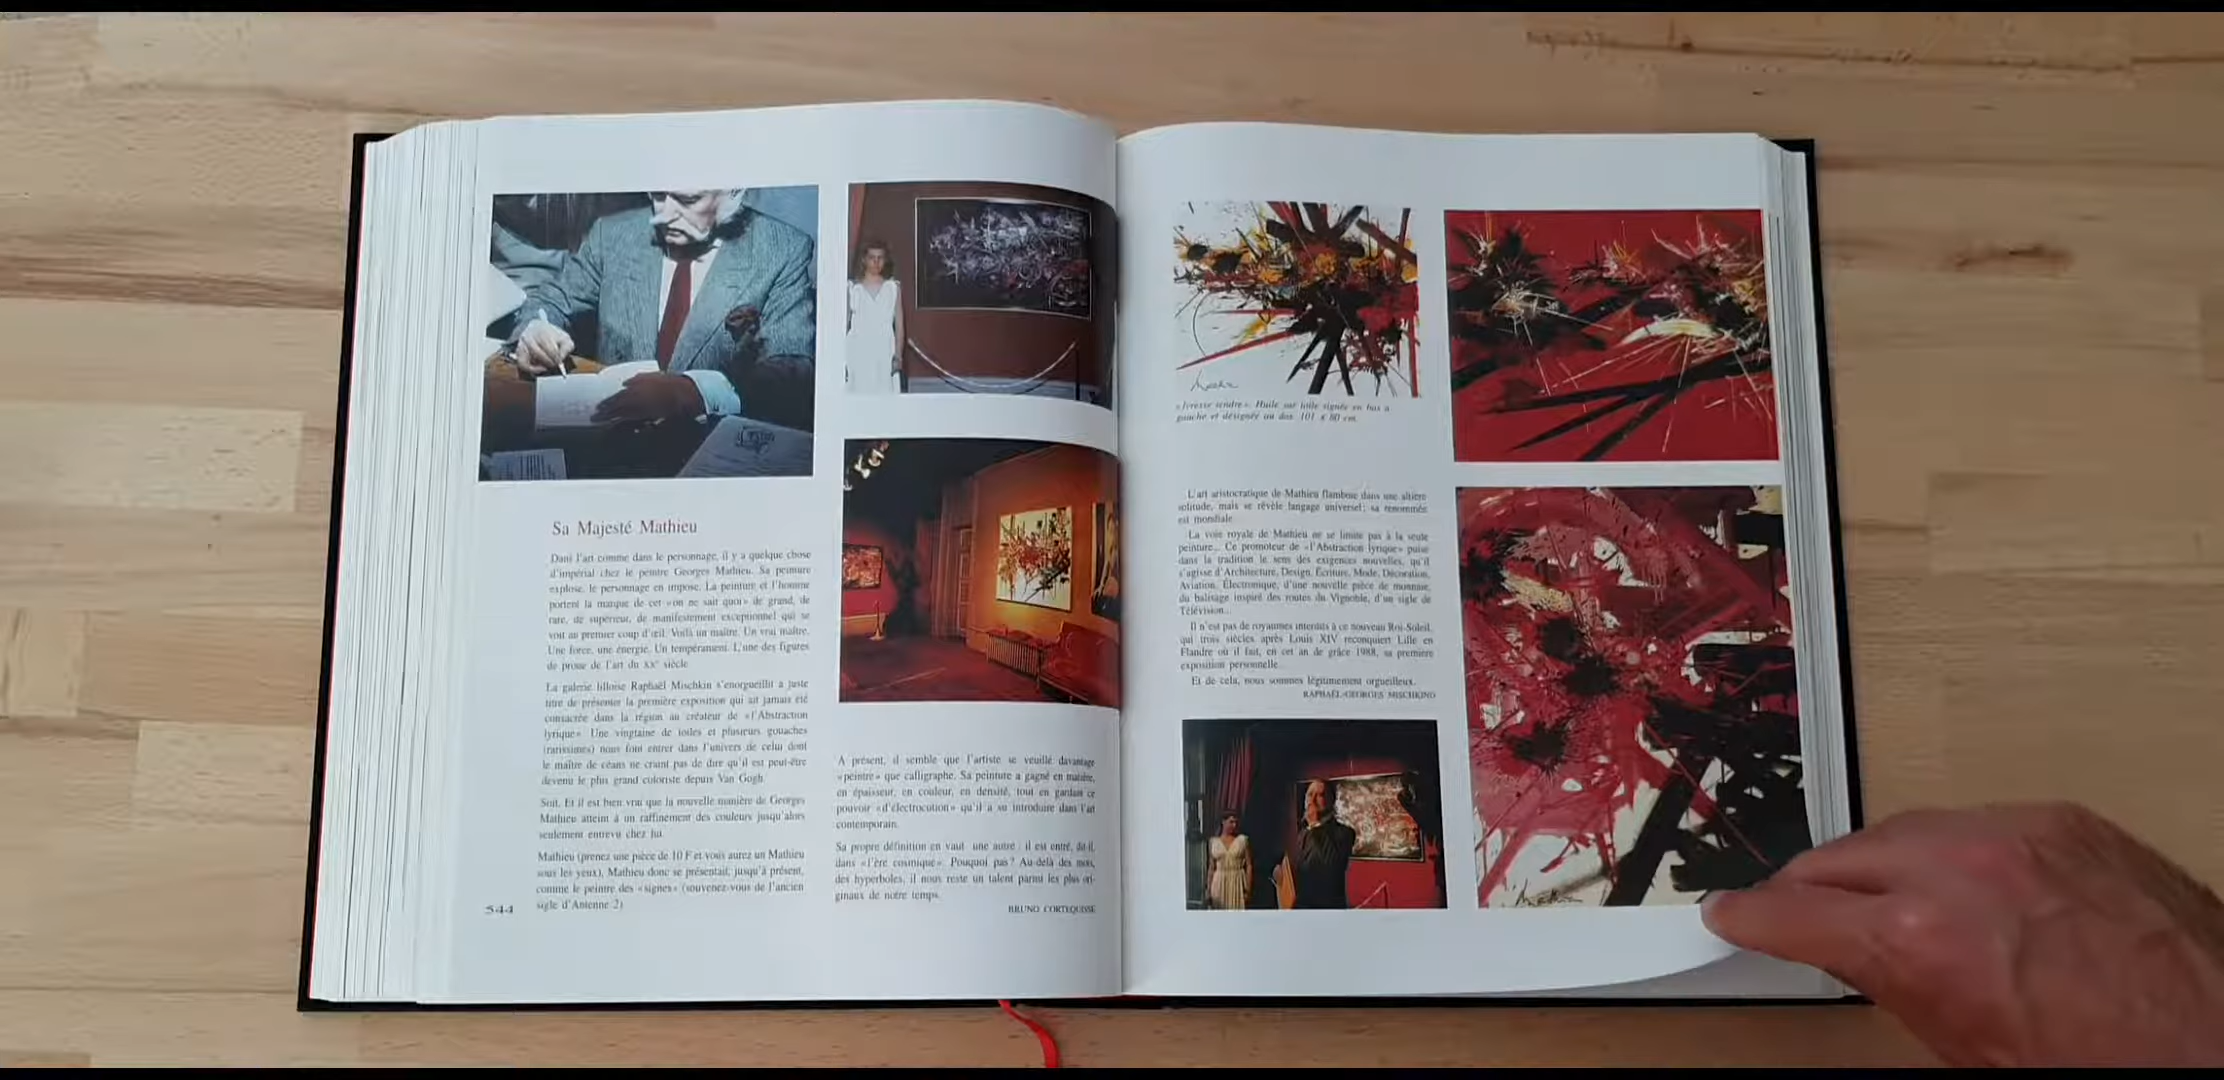 Sa Majesté Mathieu
Dans l'art comme dans le personnage, il y a quelque chose
d'impérial chez le peintre Georges Mathieu. Sa peinture
explose, le personnage en impose. La peinture et l'homme
portent la marque de cet «on ne sait quoi» de grand, de
rare, de supérieur, de manifestement exceptionnel qui se
voit au premier coup d'œil. Voilà un maître. Un vrai maître.
Une force, une énergie. Un tempérament. L'une des figures
de proue de l'art du XXe siècle.
La galerie lilloise Raphaël Mischkin s'enorgueillit à juste
titre de présenter la première exposition qui ait jamais été
consacrée dans la région au créateur de «l'Abstraction
lyrique». Une vingtaine de toiles et plusieurs gouaches
(rarissimes) nous font entrer dans l'univers de celui dont
le maître de céans ne craint pas de dire qu'il est peut-être
devenu le plus grand coloriste depuis Van Gogh.
Soit. Et il est bien vrai que la nouvelle manière de Georges
Mathieu atteint à un raffinement des couleurs jusqu'alors
seulement entrevu chez lui.
Mathieu (prenez une pièce de 10 F et vous aurez un Mathieu
sous les yeux), Mathieu donc se présentait, jusqu'à présent,
comme le peintre des «signes» (souvenez-vous de l'ancien
sigle d'Antenne 2)
544
A présent, il semble que l'artiste se veuille davantage
«peintre» que calligraphe. Sa peinture a gagné en matière,
en épaisseur, en couleur, en densité, tout en gardant ce
pouvoir «d'électrocution» qu'il a su introduire dans l'art
contemporain.
Sa propre définition en vaut une autre : il est entré, dit-il,
dans «l'ère cosmique». Pouquoi pas? Au-delà des mots,
des hyperboles, il nous reste un talent parmi les plus ori-
ginaux de notre temps.
BRUNO CORTEQUISSE
«Ivresse tendre». Huile sur toile signée en bas à
gauche et désignée au dos. 101 x 80 cm.
L'art aristocratique de Mathieu flamboie dans une altière
solitude, mais se révèle langage universel; sa renommée
est mondiale.
La voie royale de Mathieu ne se limite pas à la seule
peinture... Ce promoteur de «l'Abstraction lyrique» puise
dans la tradition le sens des exigences nouvelles, qu'il
s'agisse d'Architecture, Design, Écriture, Mode, Décoration,
Aviation, Électronique, d'une nouvelle pièce de monnaie,
du balisage inspiré des routes du Vignoble, d'un sigle de
Télévision...
Il n'est pas de royaumes interdits à ce nouveau Roi-Soleil,
qui trois siècles après Louis XIV reconquiert Lille en
Flandre où il fait, en cet an de grâce 1988, sa première
exposition personnelle.
Et de cela, nous sommes légitimement orgueilleux.
RAPHAËL-GEORGES MISCHKIND
Mathieu
Mathieu